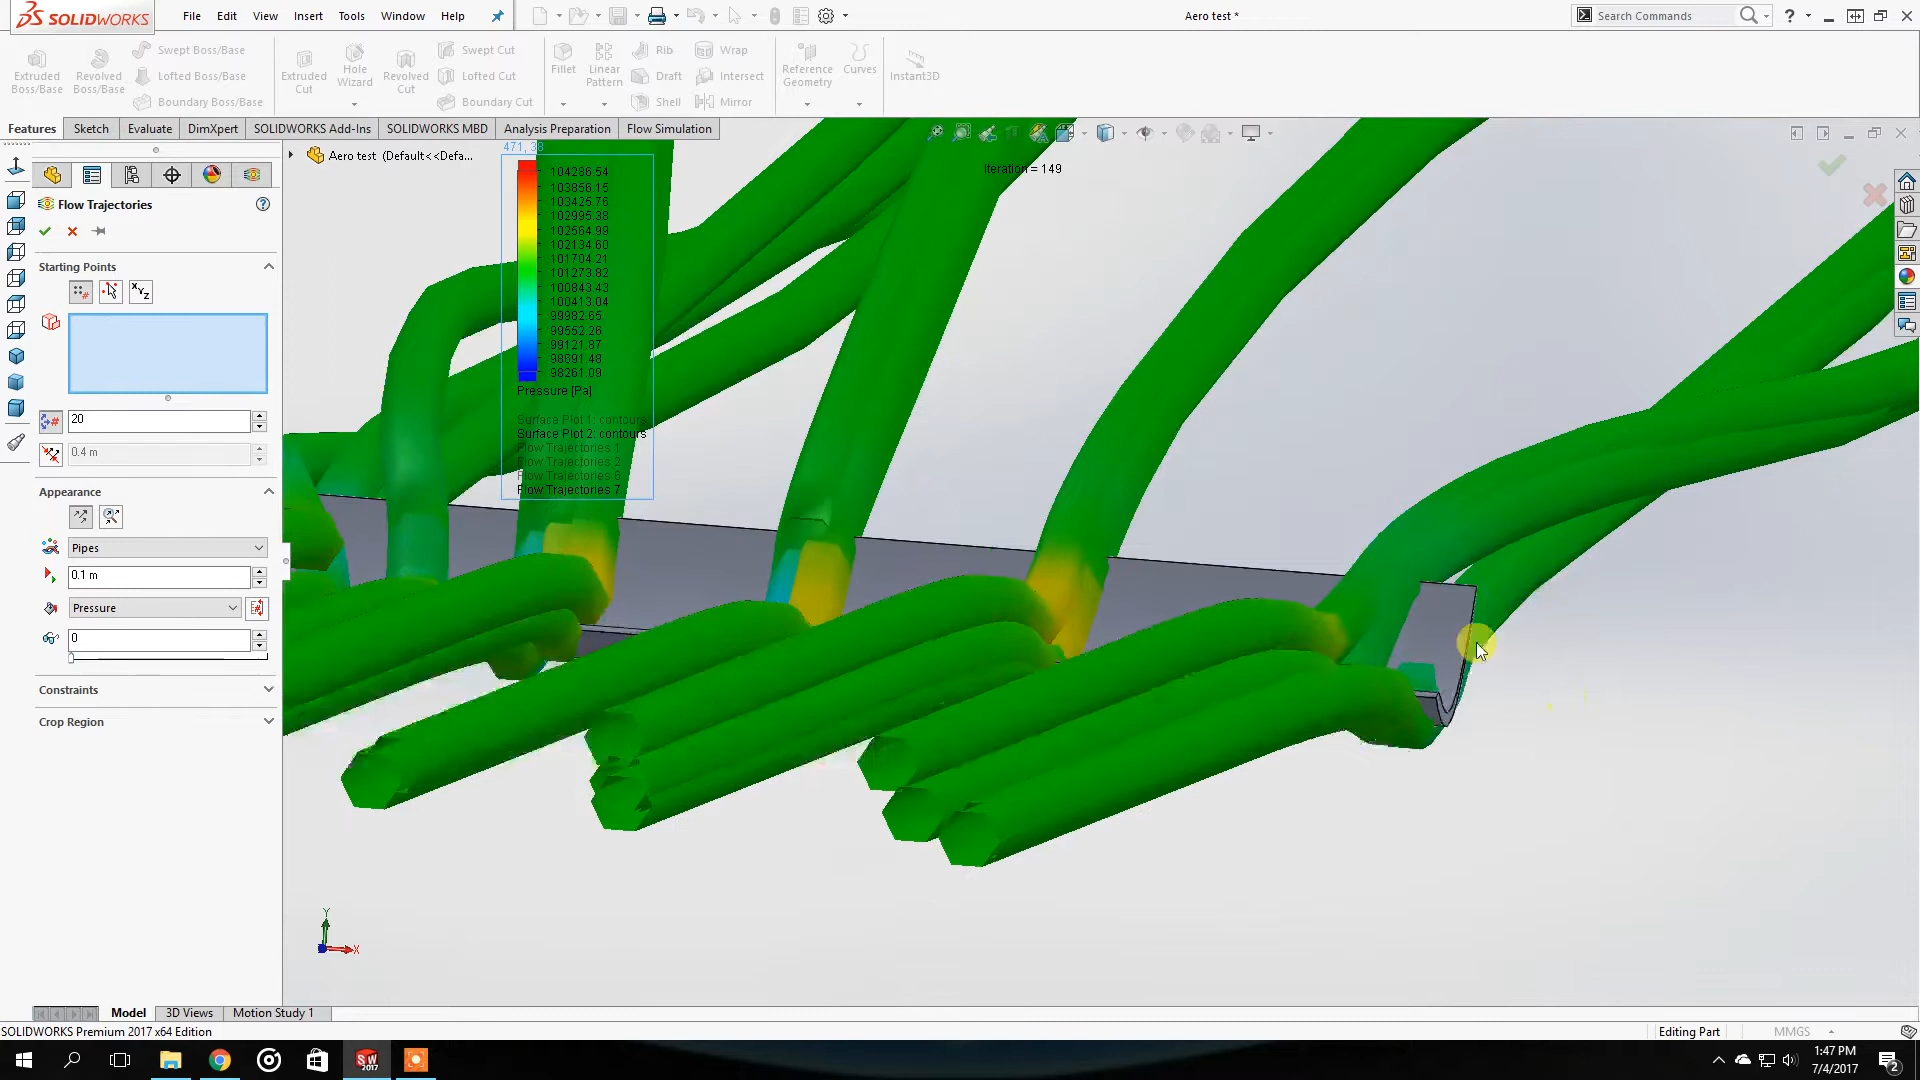 SOLIDWORKS
File Edit View Insert Tools Window Help
Aero test *
Search Commands
Extruded Boss/Base
Revolved Boss/Base
Swept Boss/Base
Lofted Boss/Base
Boundary Boss/Base
Extruded Cut
Hole Wizard
Revolved Cut
Swept Cut
Lofted Cut
Boundary Cut
Fillet
Linear Pattern
Rib
Draft
Shell
Wrap
Intersect
Mirror
Reference Geometry
Curves
Instant3D
Features Sketch Evaluate DimXpert SOLIDWORKS Add-Ins SOLIDWORKS MBD Analysis Preparation Flow Simulation
Aero test (Default<<Defa...
Flow Trajectories
Starting Points
X Y Z
20
0.4 m
Appearance
Pipes
0.1 m
Pressure
0
Constraints
Crop Region
471, 38
104286.54
103856.15
103425.76
102995.38
102564.99
102134.60
101704.21
101273.82
100843.43
100413.04
99982.65
99552.26
99121.87
98691.48
98261.09
Pressure [Pa]
Surface Plot 1: contours
Surface Plot 2: contours
Flow Trajectories 1
Flow Trajectories 2
Flow Trajectories 6
Flow Trajectories 7
Iteration = 149
Y
X
Model 3D Views Motion Study 1
SOLIDWORKS Premium 2017 x64 Edition
Editing Part
MMGS
SW 2017
1:47 PM
7/4/2017
2